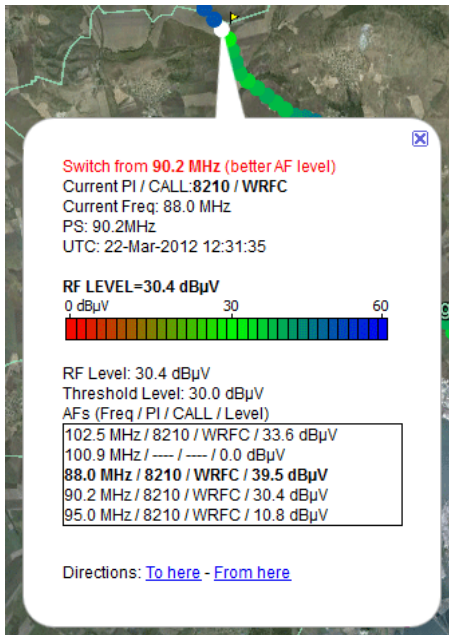 Switch from 90.2 MHz (better AF level)
Current PI / CALL:8210 / WRFC
Current Freq: 88.0 MHz
PS: 90.2MHz
UTC: 22-Mar-2012 12:31:35
RF LEVEL=30.4 dBµV
0 dBµV 30 60
RF Level: 30.4 dBµV
Threshold Level: 30.0 dBµV
AFs (Freq / PI / CALL / Level)
102.5 MHz / 8210 / WRFC / 33.6 dBµV
100.9 MHz / ---- / ---- / 0.0 dBµV
88.0 MHz / 8210 / WRFC / 39.5 dBµV
90.2 MHz / 8210 / WRFC / 30.4 dBµV
95.0 MHz / 8210 / WRFC / 10.8 dBµV
Directions: To here - From here